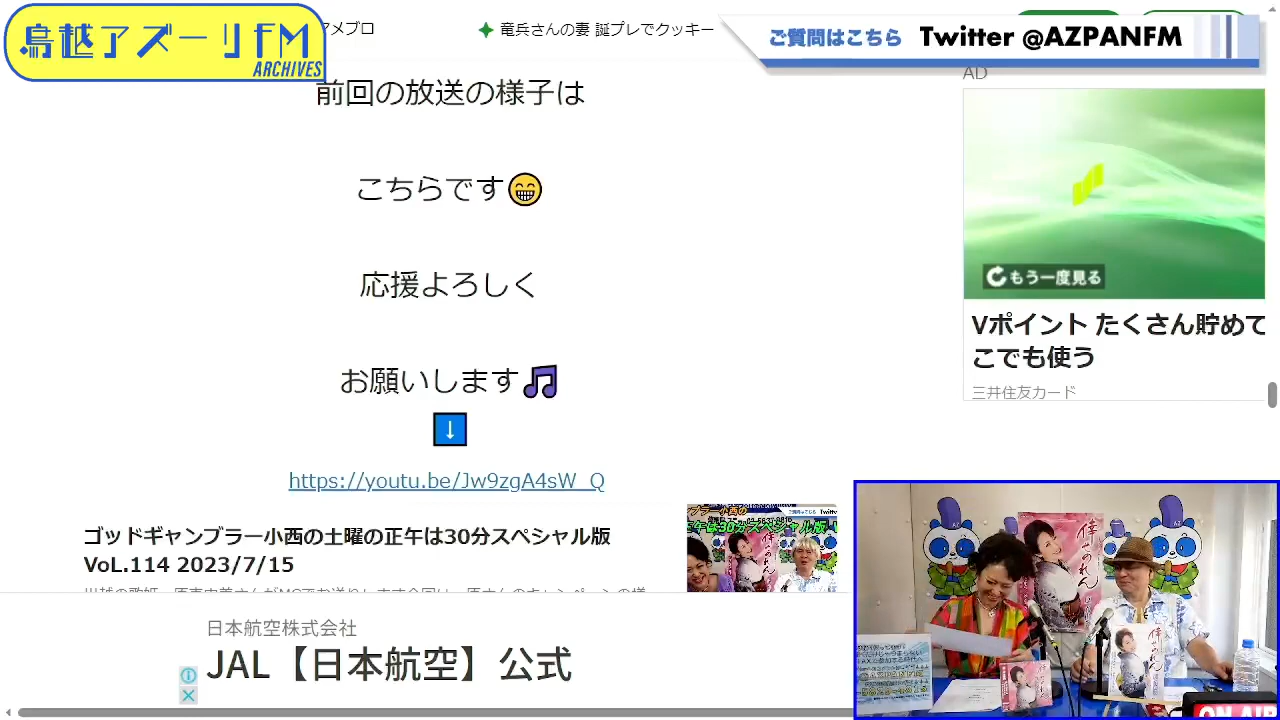 鳥越アズーリFM
ARCHIVES
アメブロ
竜兵さんの妻 誕プレでクッキー
ご質問はこちら Twitter @AZPANFM
AD
前回の放送の様子は
こちらです😁
応援よろしく
お願いします🎵
↓
https://youtu.be/Jw9zgA4sW_Q
もう一度見る
Vポイント たくさん貯めて
こでも使う
三井住友カード
ゴッドギャンブラー小西の土曜の正午は30分スペシャル版
VoL.114 2023/7/15
日本航空株式会社
JAL【日本航空】公式
倖せのれん
ON AIR